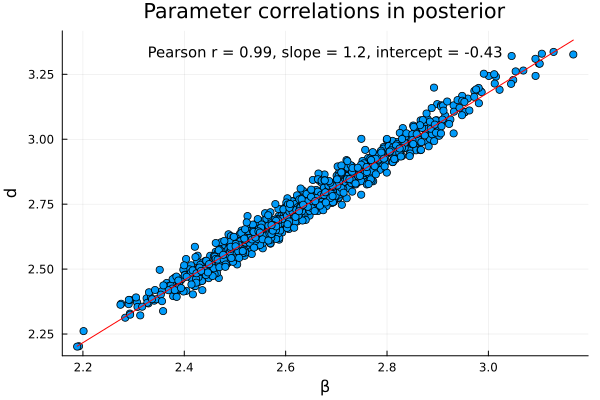 Parameter correlations in posterior
Pearson r = 0.99, slope = 1.2, intercept = -0.43
3.25
3.00
2.75
2.50
2.25
d
2.2 2.4 2.6 2.8 3.0
β